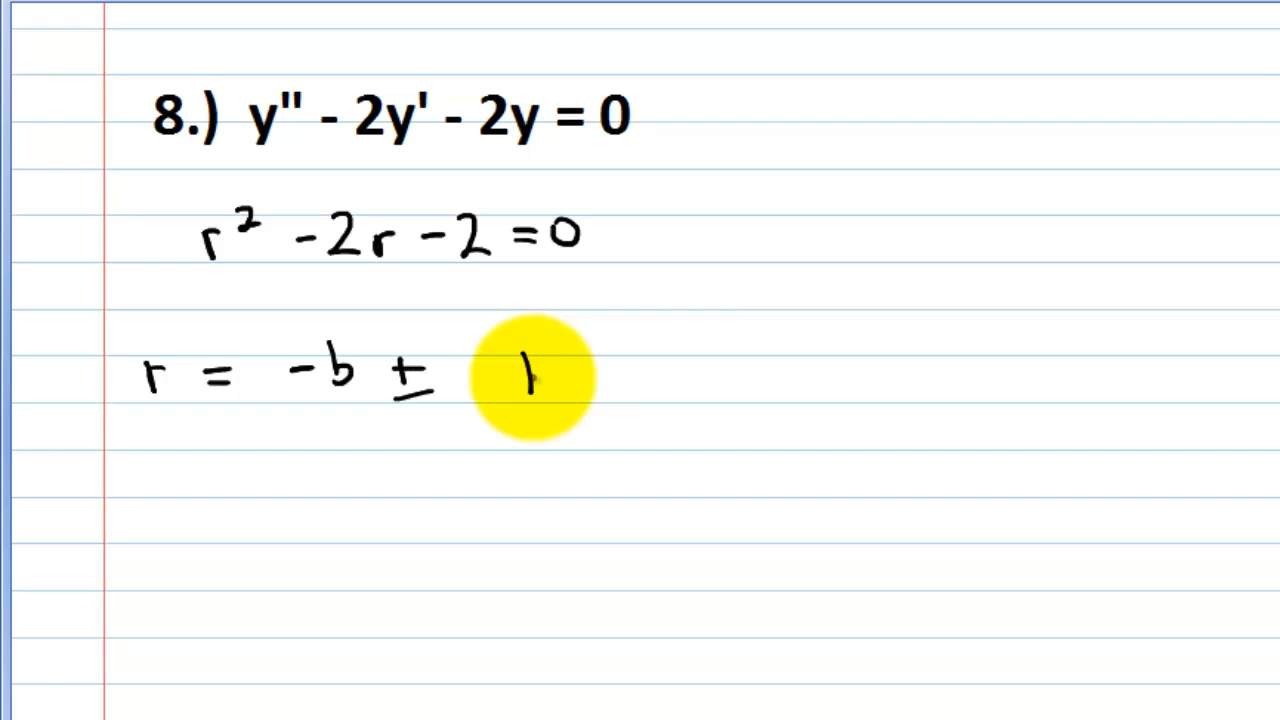 8.) y" - 2y' - 2y = 0
r² - 2r - 2 = 0
r = -b ±